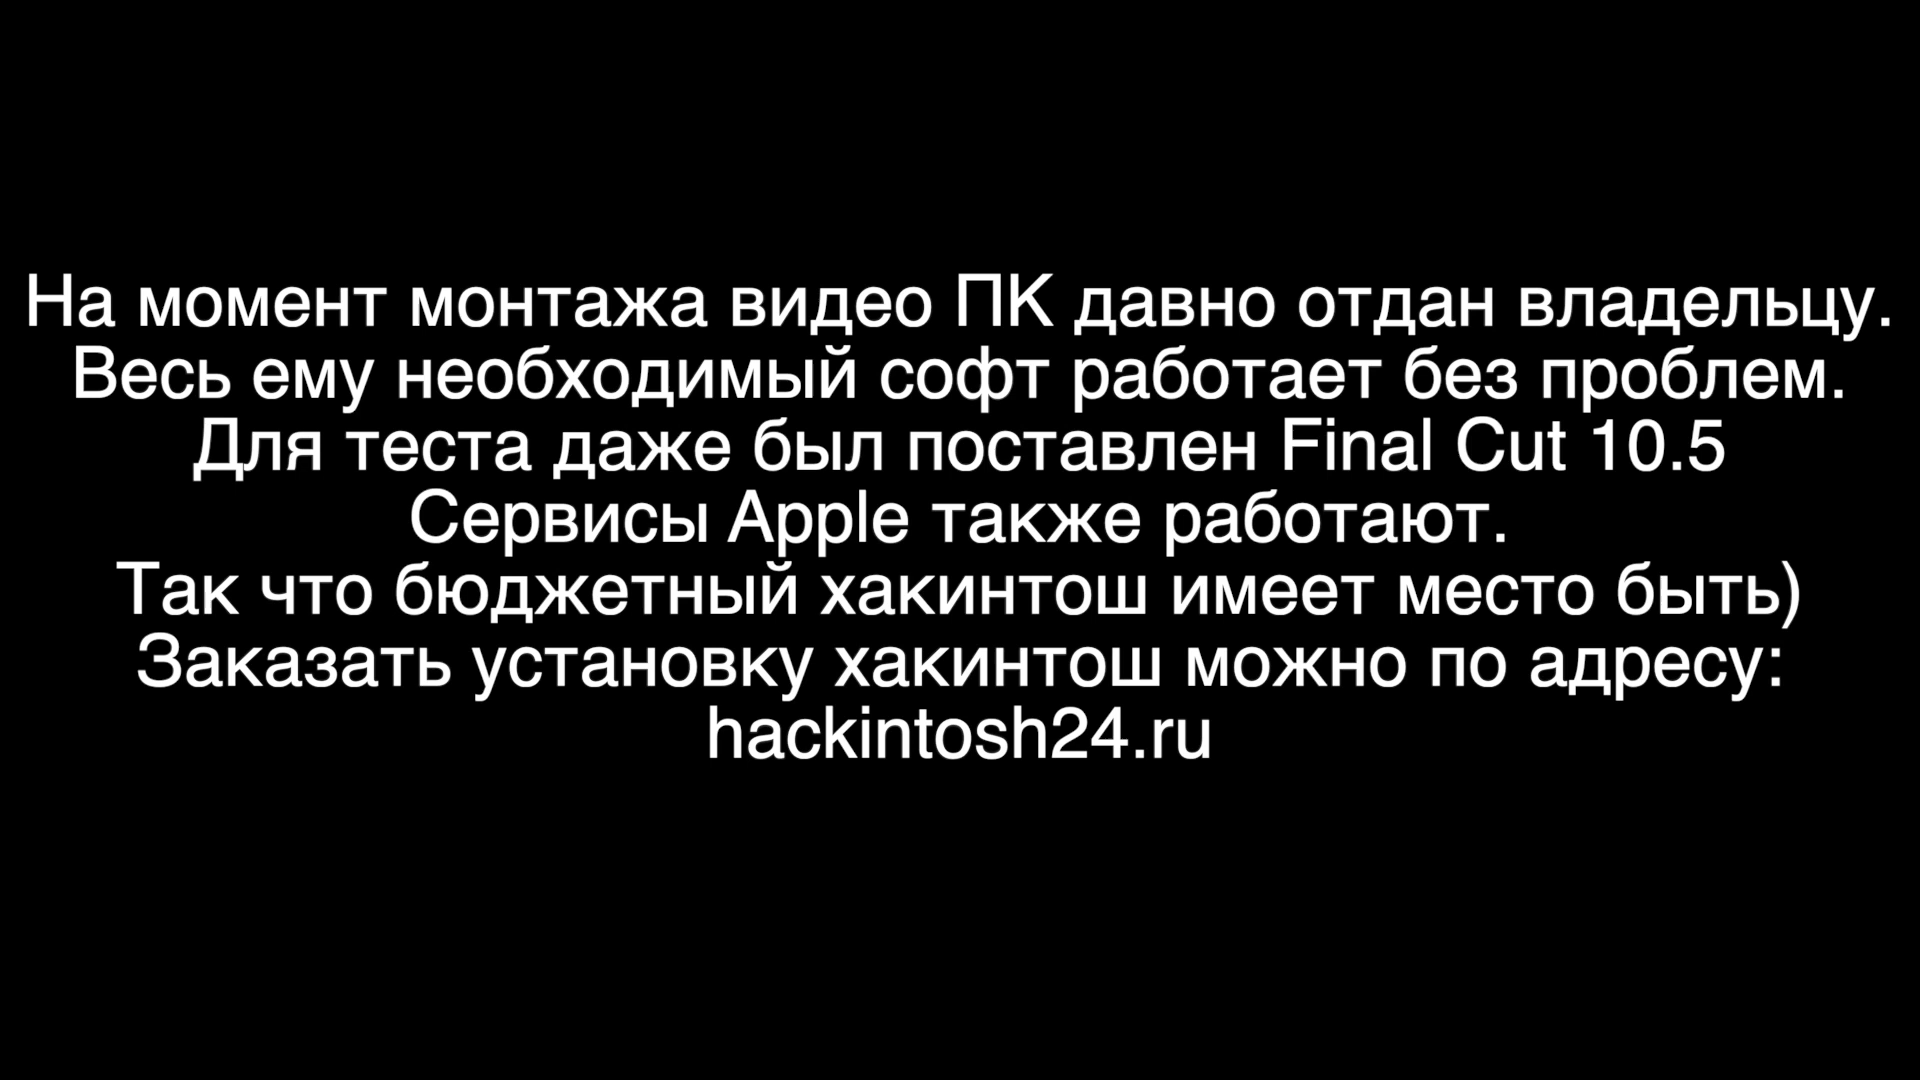 На момент монтажа видео ПК давно отдан владельцу.
Весь ему необходимый софт работает без проблем.
Для теста даже был поставлен Final Cut 10.5
Сервисы Apple также работают.
Так что бюджетный хакинтош имеет место быть)
Заказать установку хакинтош можно по адресу:
hackintosh24.ru